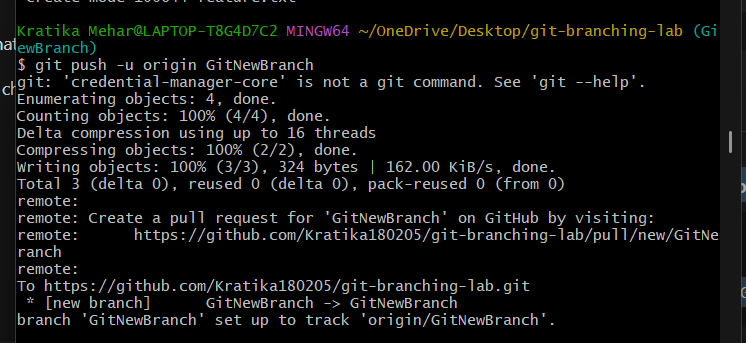 create mode 100644 feature.txt
Kratika Mehar@LAPTOP-T8G4D7C2 MINGW64 ~/OneDrive/Desktop/git-branching-lab (Gi
ewBranch)
$ git push -u origin GitNewBranch
git: 'credential-manager-core' is not a git command. See 'git --help'.
Enumerating objects: 4, done.
Counting objects: 100% (4/4), done.
Delta compression using up to 16 threads
Compressing objects: 100% (2/2), done.
Writing objects: 100% (3/3), 324 bytes | 162.00 KiB/s, done.
Total 3 (delta 0), reused 0 (delta 0), pack-reused 0 (from 0)
remote:
remote: Create a pull request for 'GitNewBranch' on GitHub by visiting:
remote:      https://github.com/Kratika180205/git-branching-lab/pull/new/GitNe
ranch
remote:
To https://github.com/Kratika180205/git-branching-lab.git
 * [new branch]      GitNewBranch -> GitNewBranch
branch 'GitNewBranch' set up to track 'origin/GitNewBranch'.